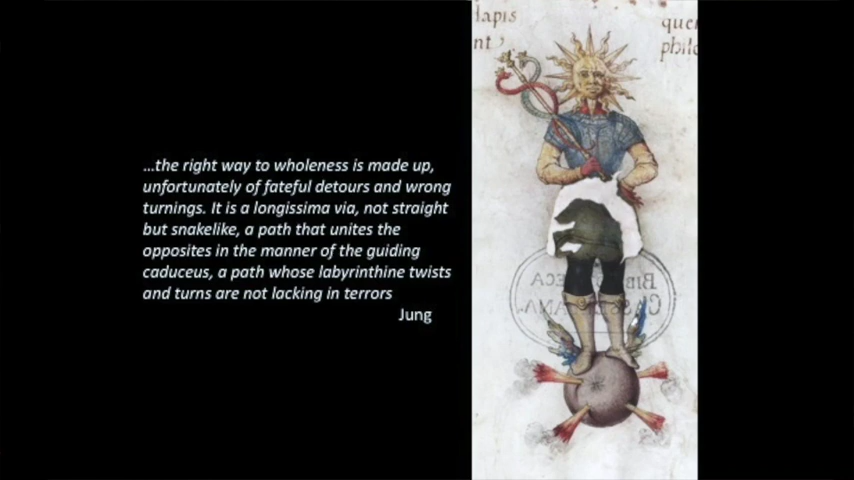 …the right way to wholeness is made up,
unfortunately of fateful detours and wrong
turnings. It is a longissima via, not straight
but snakelike, a path that unites the
opposites in the manner of the guiding
caduceus, a path whose labyrinthine twists
and turns are not lacking in terrors
Jung
lapis
nt